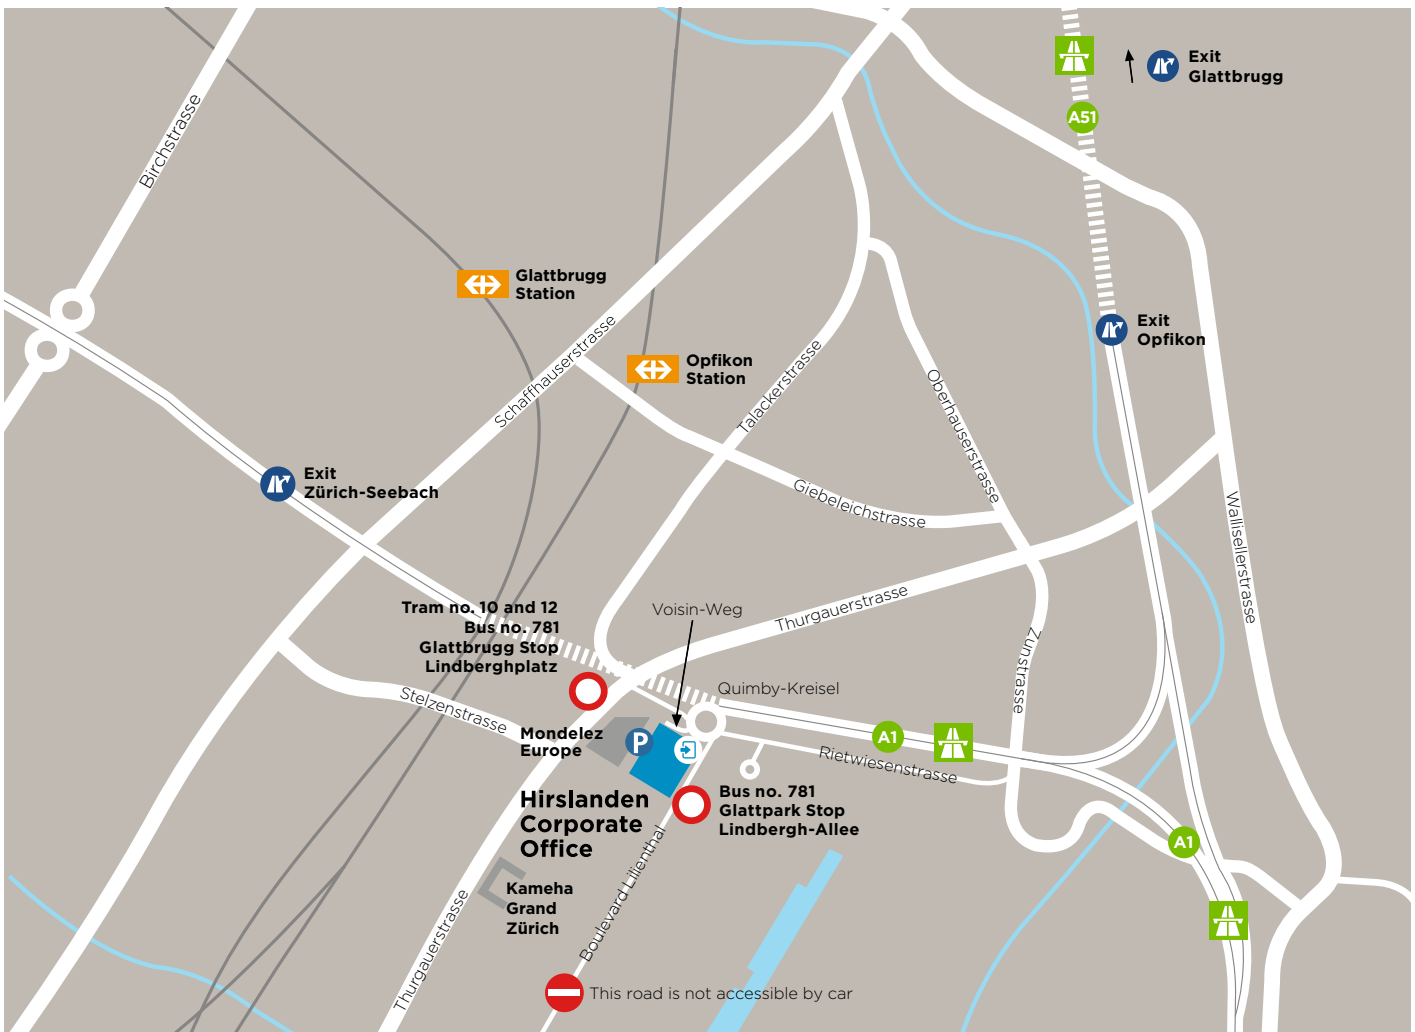 Exit
Glattbrugg
A51
Birchstrasse
Glattbrugg
Station
Exit
Opfikon
Schaffhauserstrasse
Opfikon
Station
Talackerstrasse
Oberhauserstrasse
Exit
Zürich-Seebach
Giebeleichstrasse
Wallisellerstrasse
Tram no. 10 and 12
Bus no. 781
Glattbrugg Stop
Lindberghplatz
Voisin-Weg
Thurgauerstrasse
Zunstrasse
Quimby-Kreisel
Stelzenstrasse
Mondelez
Europe
P
A1
Rietwiesenstrasse
Hirslanden
Corporate
Office
Bus no. 781
Glattpark Stop
Lindbergh-Allee
A1
Boulevard Lilienthal
Kameha
Grand
Zürich
Thurgauerstrasse
This road is not accessible by car